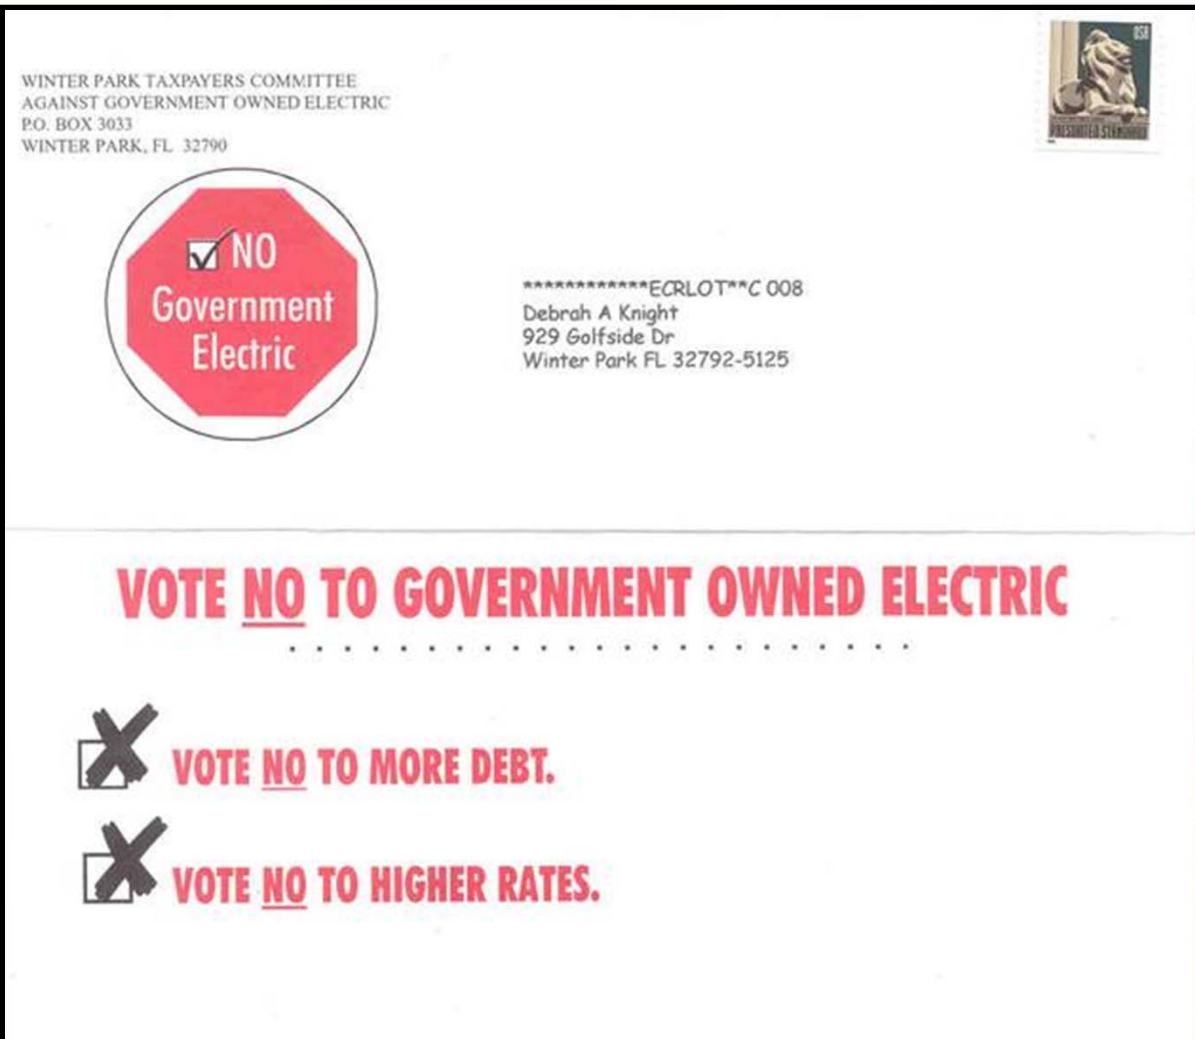 WINTER PARK TAXPAYERS COMMITTEE
AGAINST GOVERNMENT OWNED ELECTRIC
P.O. BOX 3033
WINTER PARK, FL 32790
USA
PRESORTED STANDARD
NO
Government
Electric
************ECRLOT**C 008
Debrah A Knight
929 Golfside Dr
Winter Park FL 32792-5125
VOTE NO TO GOVERNMENT OWNED ELECTRIC
VOTE NO TO MORE DEBT.
VOTE NO TO HIGHER RATES.